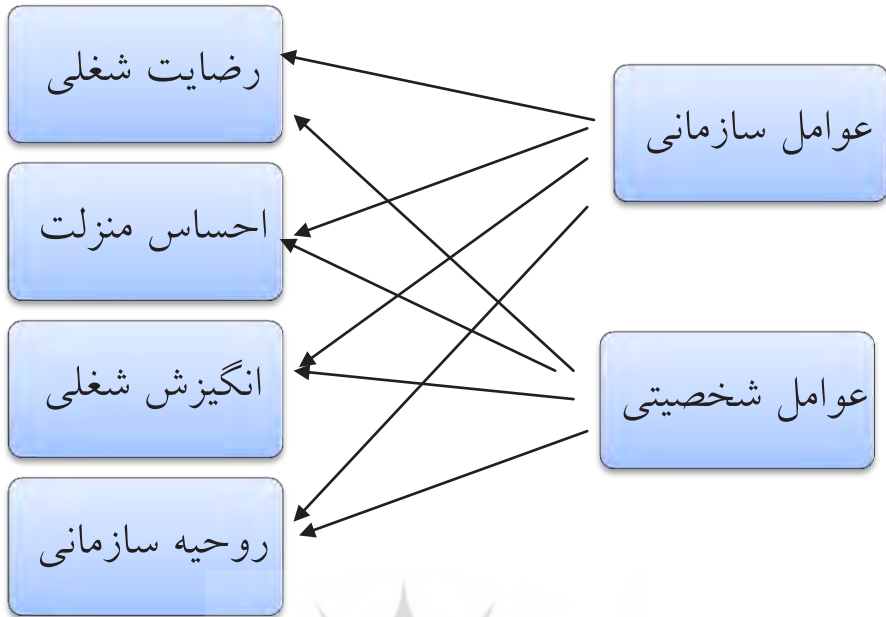 عوامل سازمانی
عوامل شخصیتی
رضایت شغلی
احساس منزلت
انگیزش شغلی
روحیه سازمانی